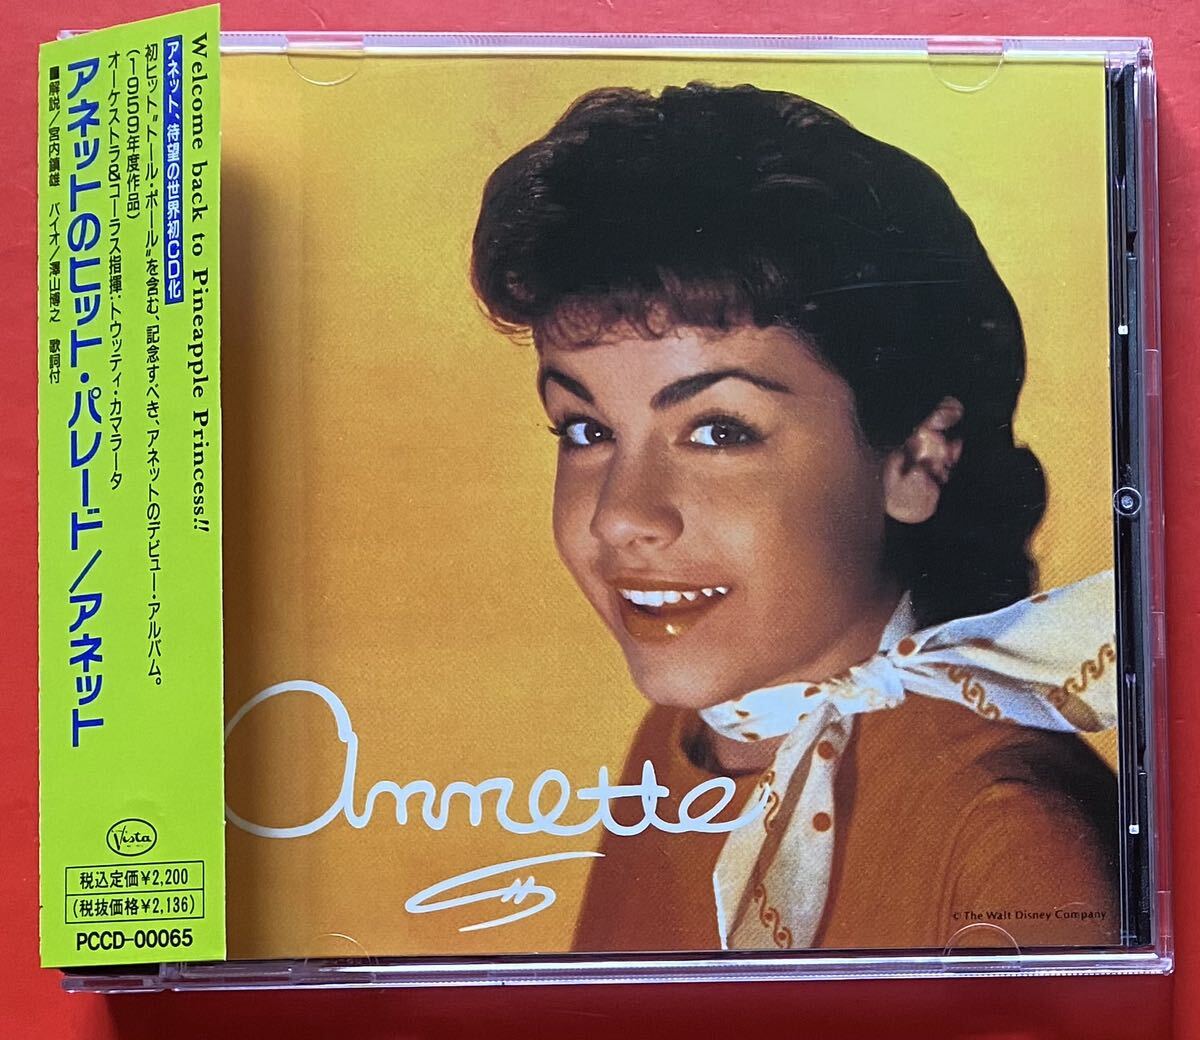 Welcome back to Pineapple Princess!!
アネット、待望の世界初CD化
初ヒット〝トール・ポール〟を含む、記念すべき、アネットのデビュー・アルバム。
(1959年度作品)
オーケストラ&コーラス指揮:トゥッティ・カマラータ
アネットのヒット・パレード/アネット
■解説/宮内鎮雄 バイオ/澤山博之 歌詞付
Vista
税込定価¥2,200
(税抜価格¥2,136)
PCCD-00065
annette
© The Walt Disney Company